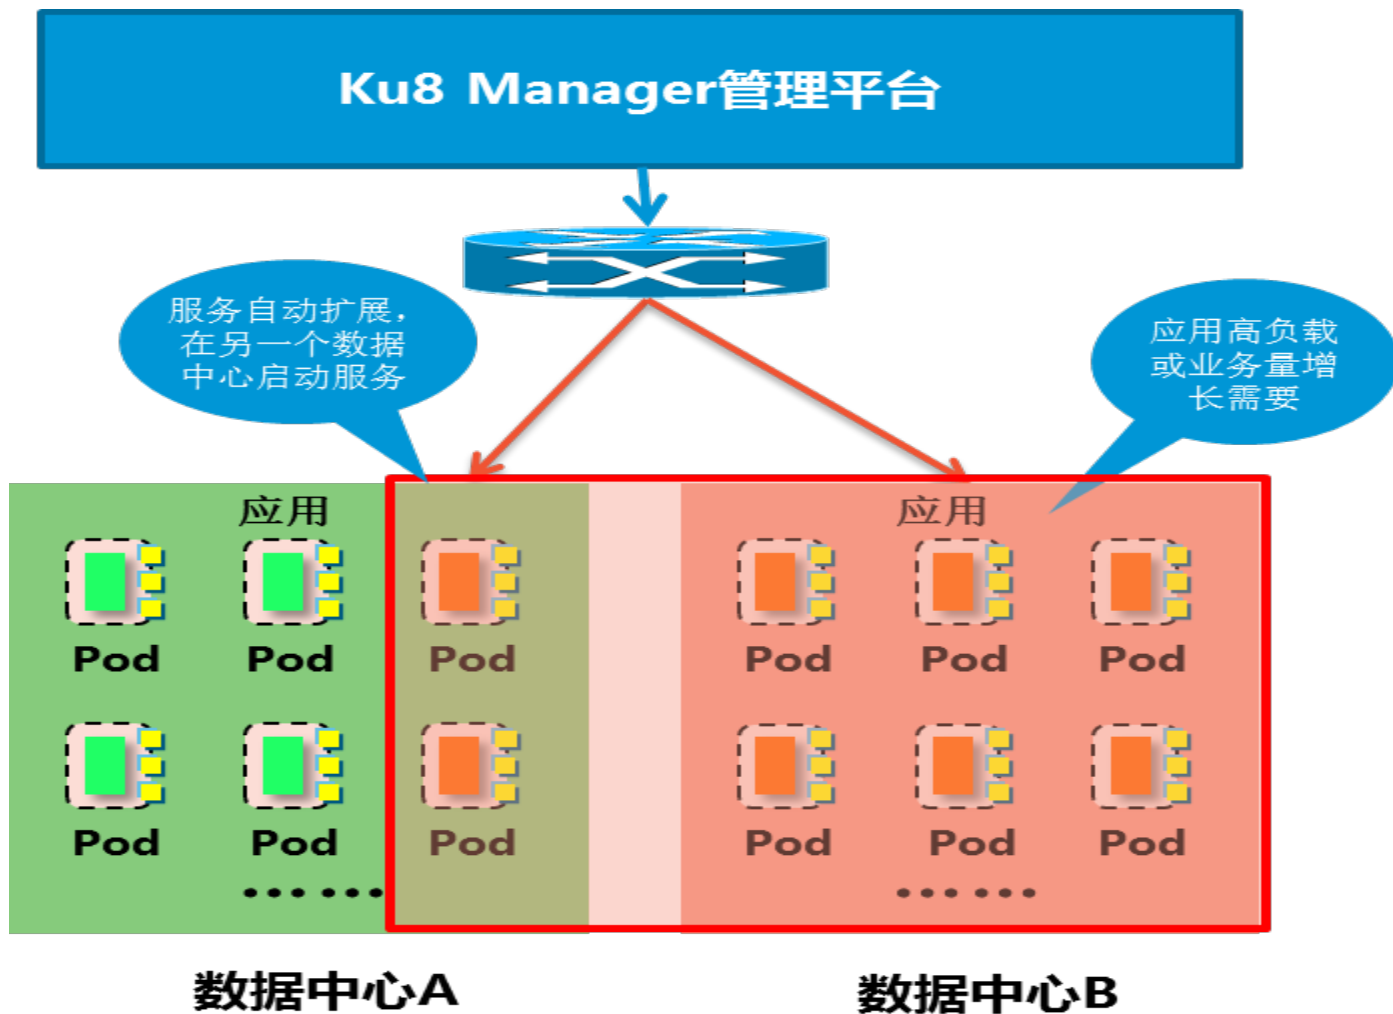 Ku8 Manager管理平台
服务自动扩展，
在另一个数据
中心启动服务
应用高负载
或业务量增
长需要
应用
应用
Pod Pod Pod Pod Pod Pod
Pod Pod Pod Pod Pod Pod
…… ……
数据中心A
数据中心B